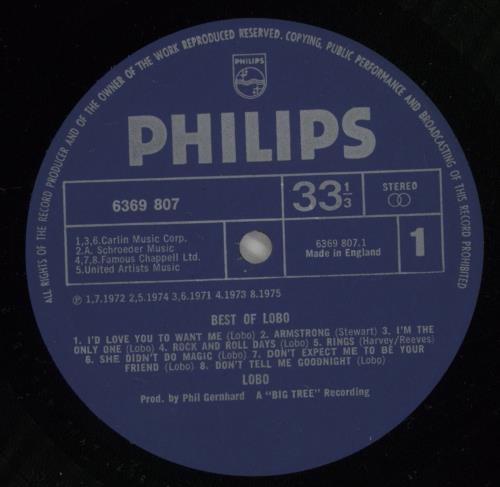 ALL RIGHTS OF THE RECORD PRODUCER AND OF THE OWNER OF THE WORK REPRODUCED RESERVED. COPYING, PUBLIC PERFORMANCE AND BROADCASTING OF THIS RECORD PROHIBITED
PHILIPS
PHILIPS
6369 807
33 1/3
STEREO
1,3,6.Carlin Music Corp.
2.A. Schroeder Music
4,7,8.Famous Chappell Ltd.
5.United Artists Music
6369 807.1
Made in England
1
℗ 1,7.1972 2,5.1974 3,6.1971 4.1973 8.1975
BEST OF LOBO
1. I'D LOVE YOU TO WANT ME (Lobo) 2. ARMSTRONG (Stewart) 3. I'M THE
ONLY ONE (Lobo) 4. ROCK AND ROLL DAYS (Lobo) 5. RINGS (Harvey/Reeves)
6. SHE DIDN'T DO MAGIC (Lobo) 7. DON'T EXPECT ME TO BE YOUR
FRIEND (Lobo) 8. DON'T TELL ME GOODNIGHT (Lobo)
LOBO
Prod. by Phil Gernhard A "BIG TREE" Recording